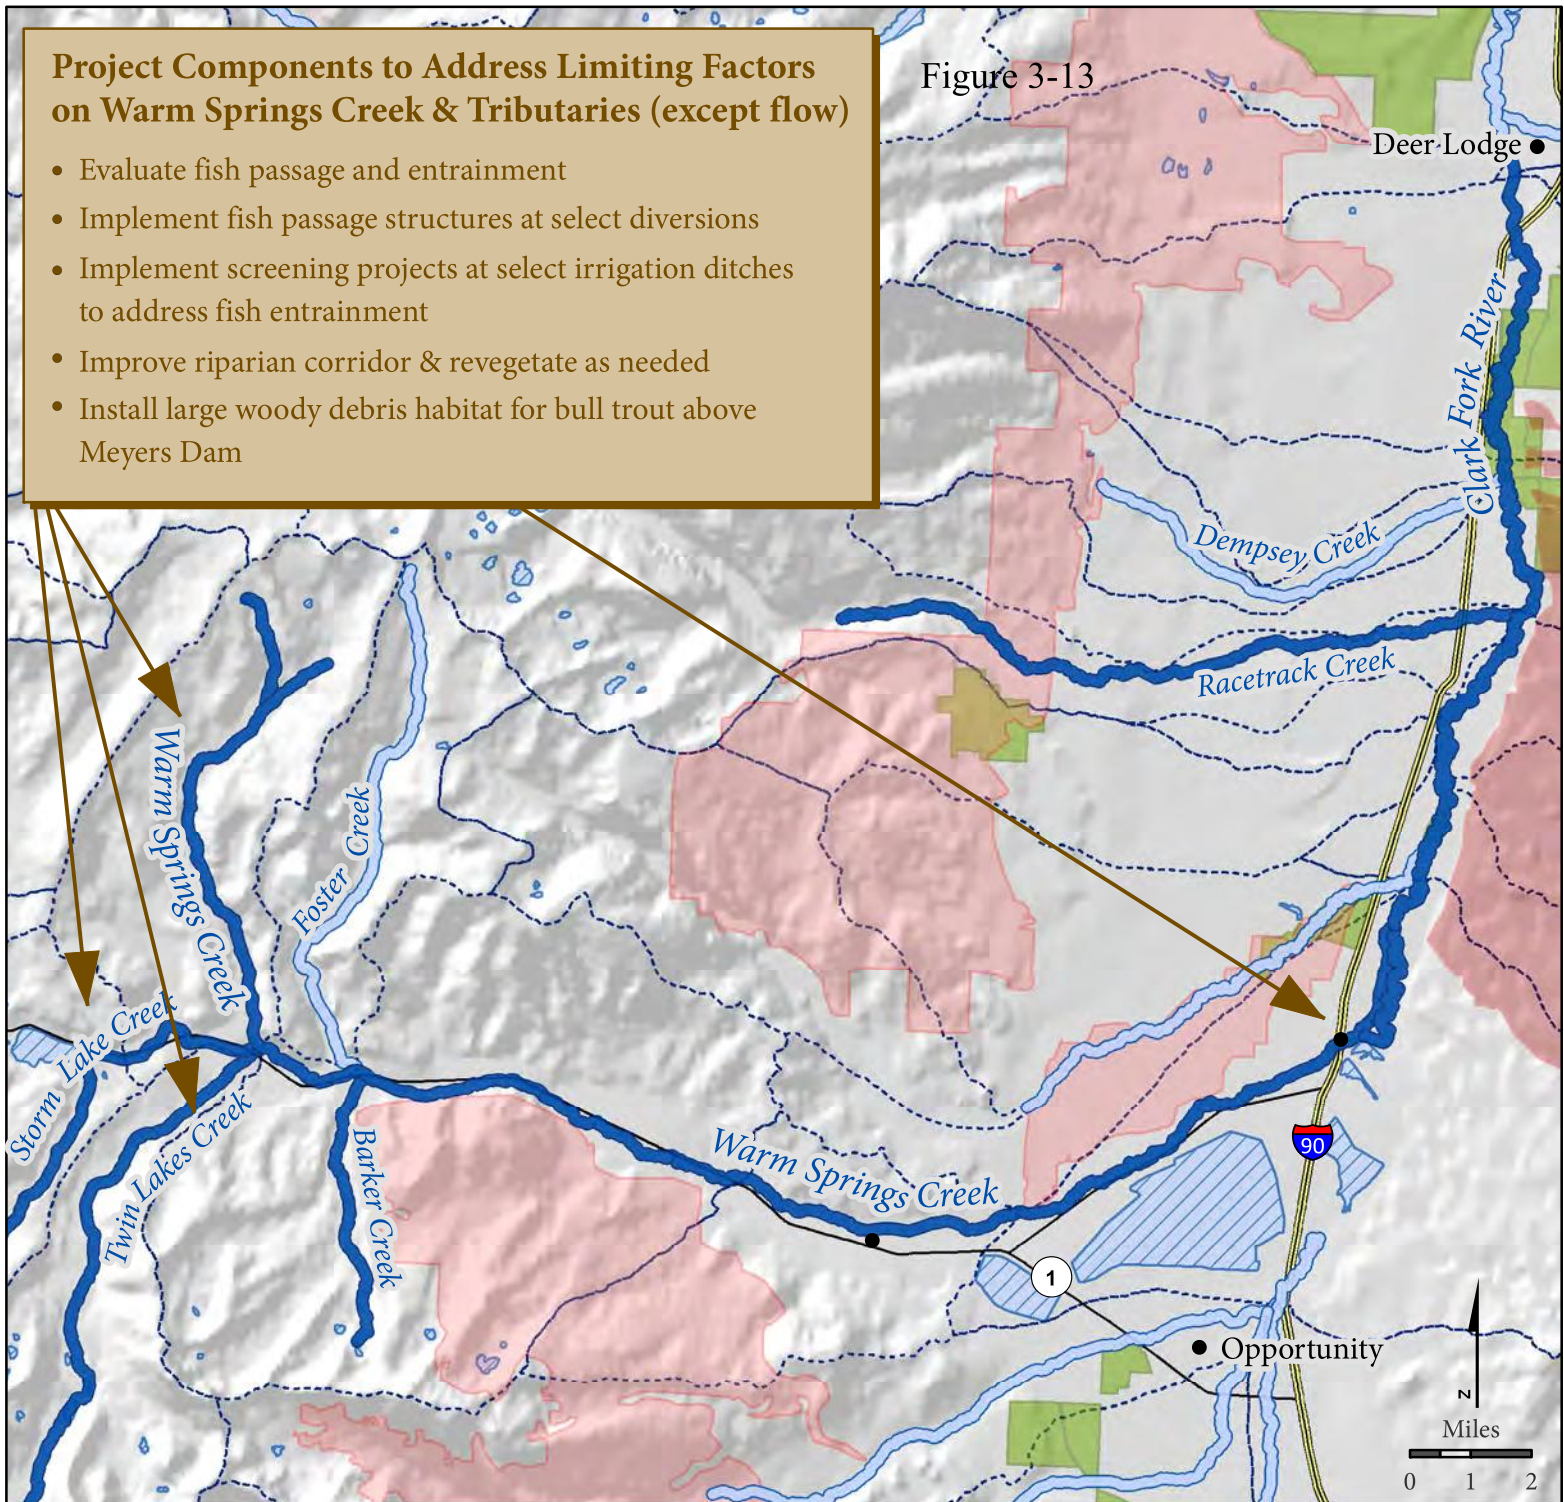 Project Components to Address Limiting Factors
on Warm Springs Creek & Tributaries (except flow)
• Evaluate fish passage and entrainment
• Implement fish passage structures at select diversions
• Implement screening projects at select irrigation ditches
to address fish entrainment
• Improve riparian corridor & revegetate as needed
• Install large woody debris habitat for bull trout above
Meyers Dam
Figure 3-13
Deer Lodge
Clark Fork River
Dempsey Creek
Racetrack Creek
Warm Springs Creek
Foster Creek
Storm Lake Creek
Twin Lakes Creek
Barker Creek
Warm Springs Creek
90
1
Opportunity
N
Miles
0 1 2